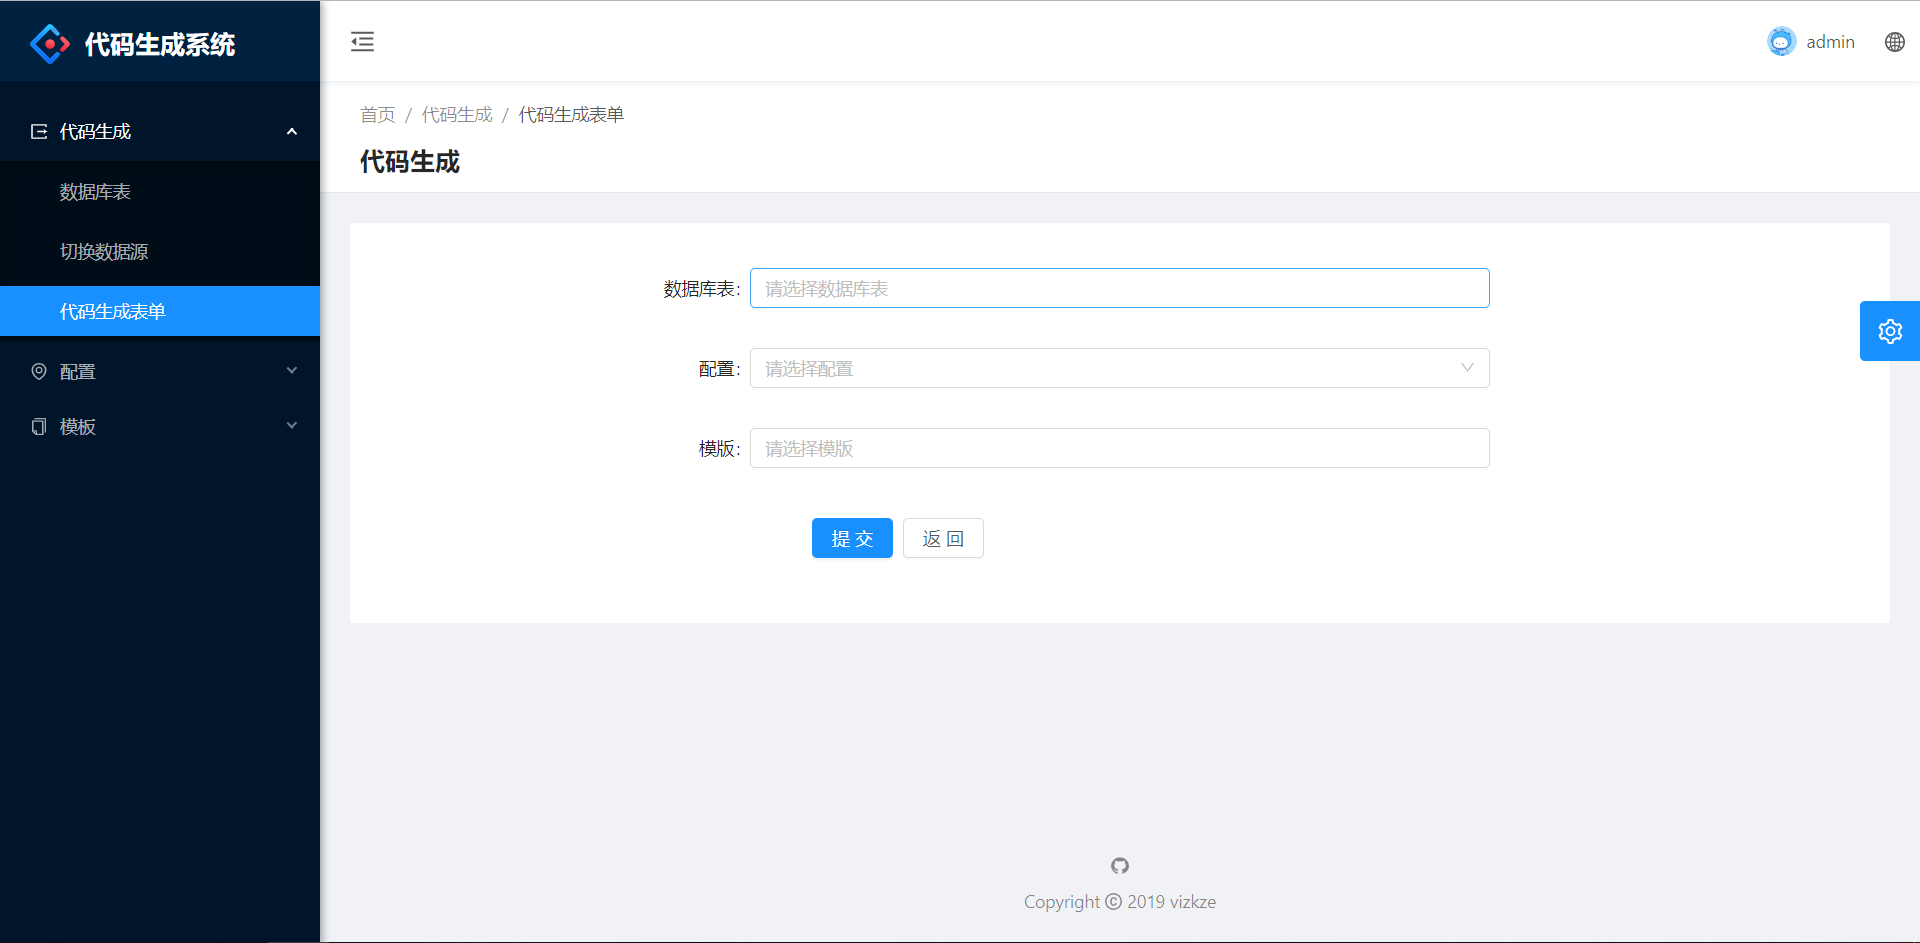 代码生成系统
admin
代码生成
数据库表
切换数据源
代码生成表单
配置
模板
首页 / 代码生成 / 代码生成表单
代码生成
数据库表: 请选择数据库表
配置: 请选择配置
模版: 请选择模版
提 交 返 回
Copyright © 2019 vizkze